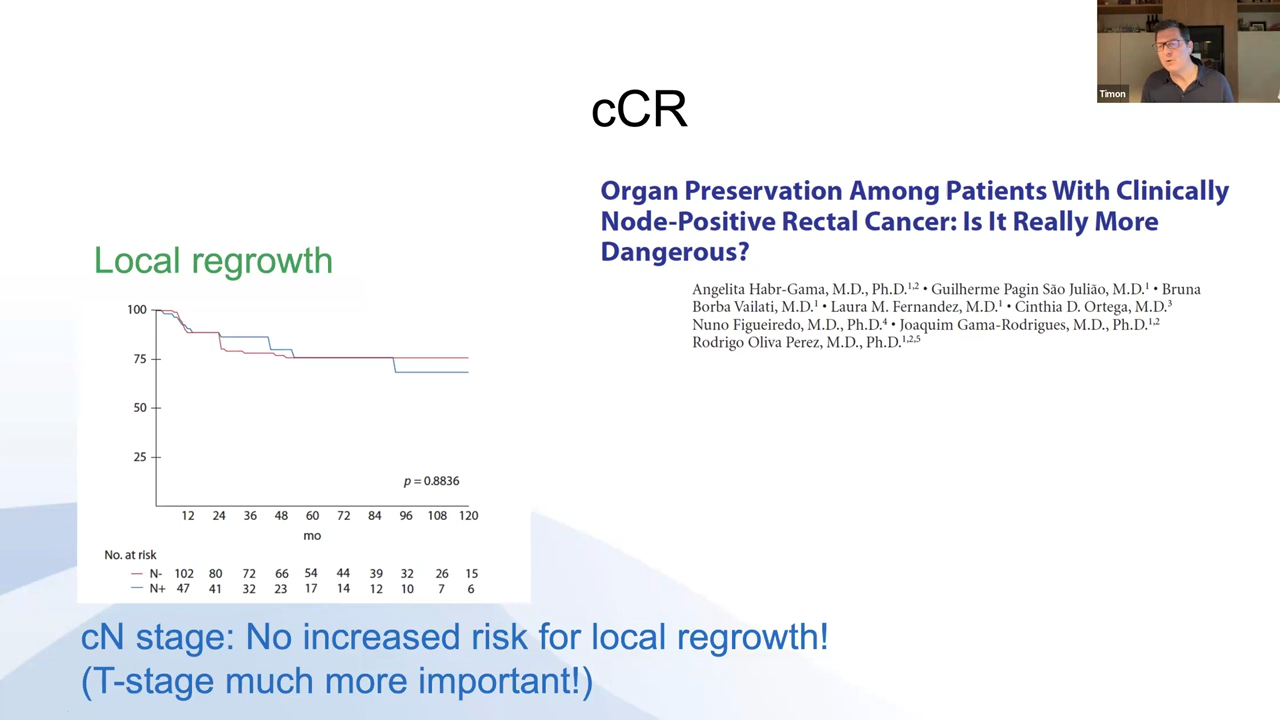 Timon
cCR
Organ Preservation Among Patients With Clinically
Node-Positive Rectal Cancer: Is It Really More
Dangerous?
Angelita Habr-Gama, M.D., Ph.D.¹,² • Guilherme Pagin São Julião, M.D.¹ • Bruna
Borba Vailati, M.D.¹ • Laura M. Fernandez, M.D.¹ • Cinthia D. Ortega, M.D.³
Nuno Figueiredo, M.D., Ph.D.⁴ • Joaquim Gama-Rodrigues, M.D., Ph.D.¹,²
Rodrigo Oliva Perez, M.D., Ph.D.¹,²,⁵
Local regrowth
100
75
50
25
p = 0.8836
12 24 36 48 60 72 84 96 108 120
mo
No. at risk
N- 102 80 72 66 54 44 39 32 26 15
N+ 47 41 32 23 17 14 12 10 7 6
cN stage: No increased risk for local regrowth!
(T-stage much more important!)